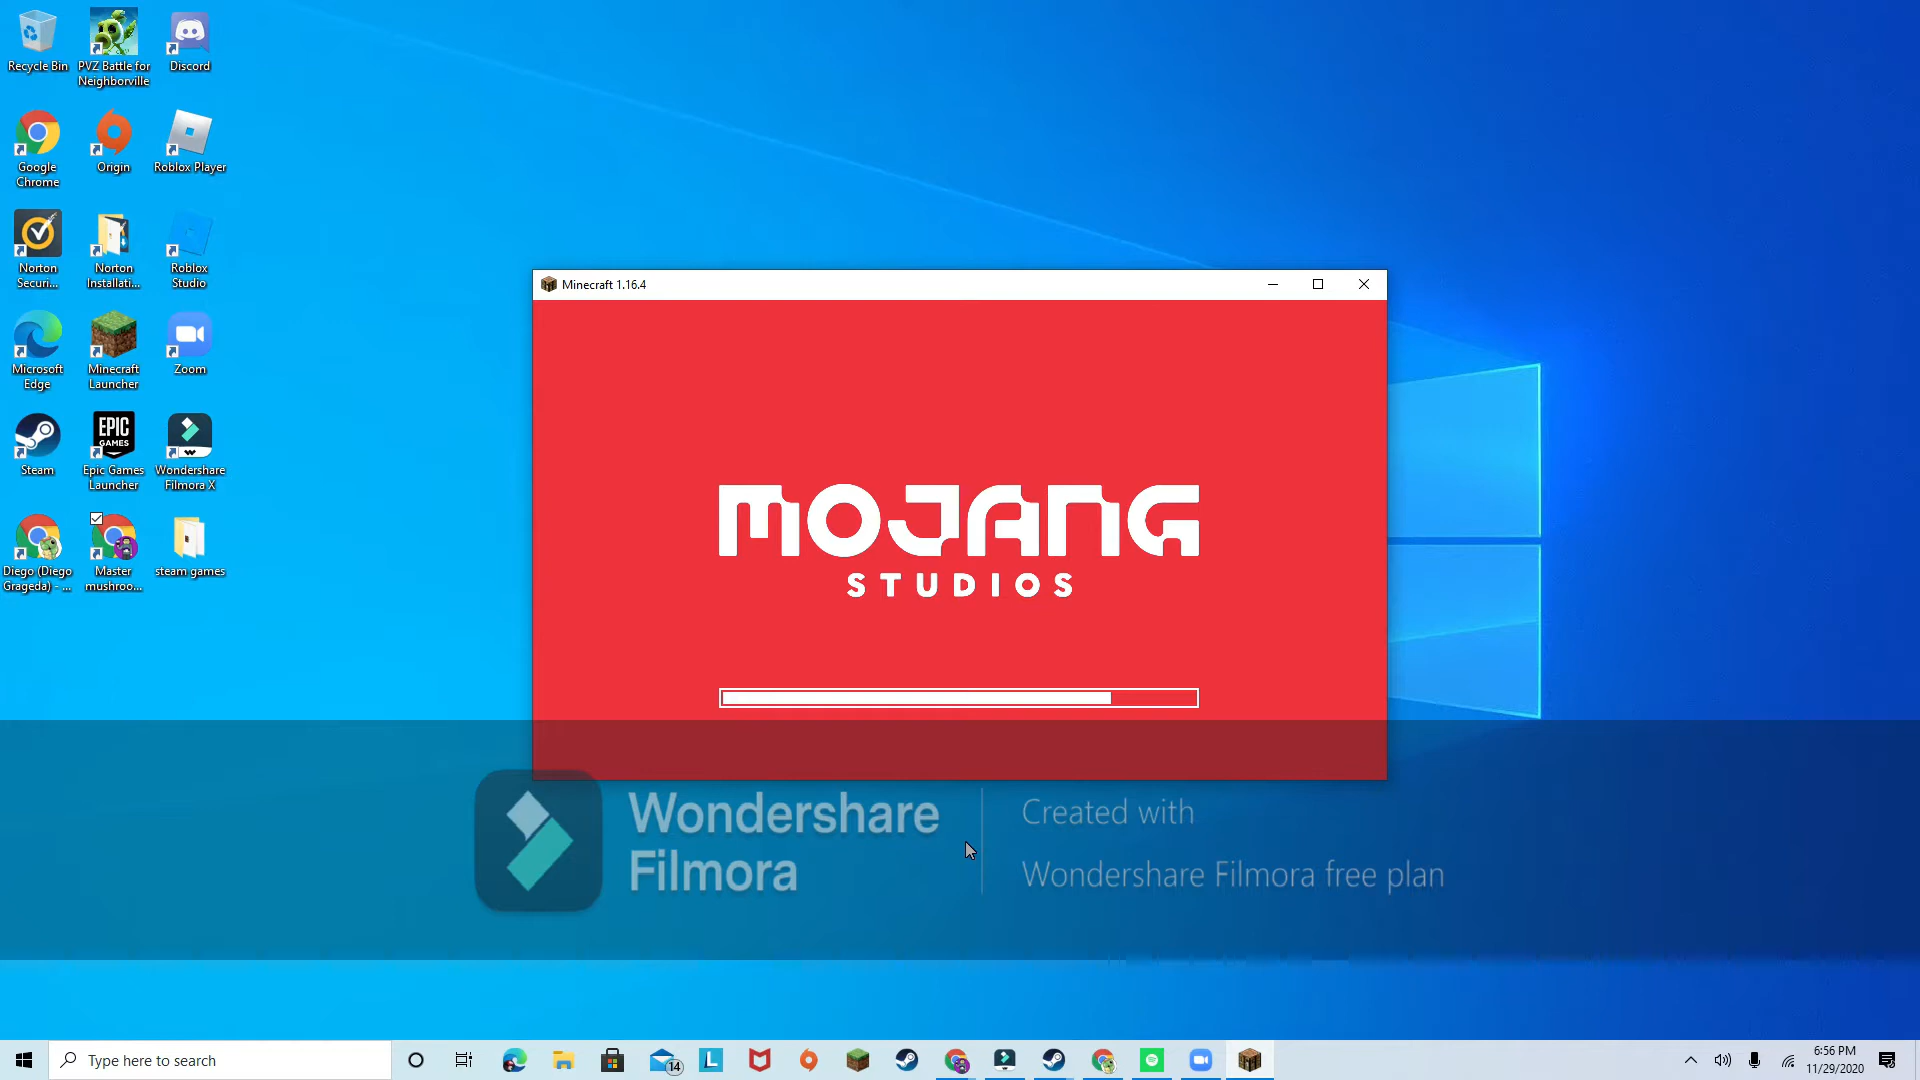 Recycle Bin
PVZ Battle for
Neighborville
Discord
Google
Chrome
Origin
Roblox Player
Norton
Securi...
Norton
Installati...
Roblox
Studio
Microsoft
Edge
Minecraft
Launcher
Zoom
Steam
EPIC
GAMES
Epic Games
Launcher
Wondershare
Filmora X
Diego (Diego
Grageda) - ...
Master
mushroo...
steam games
Minecraft 1.16.4
MOJANG
STUDIOS
Wondershare
Filmora
Created with
Wondershare Filmora free plan
Type here to search
14
L
6:56 PM
11/29/2020